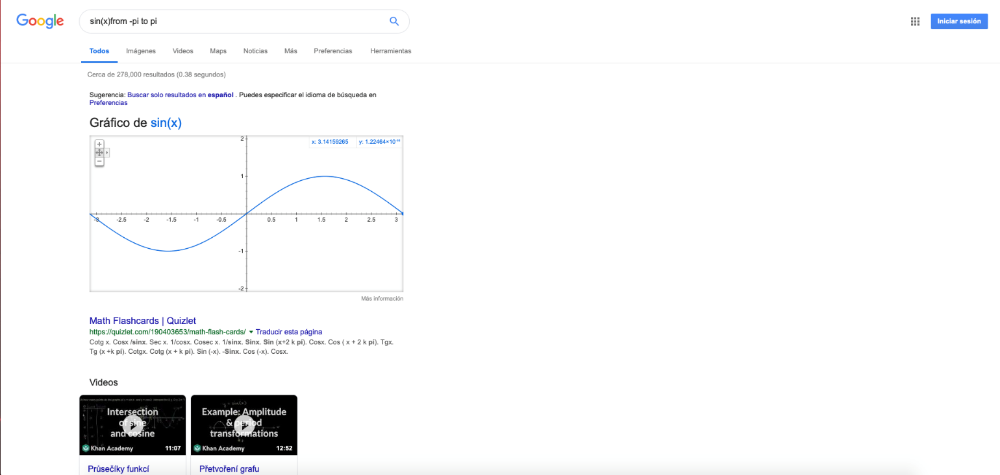 Google
sin(x)from -pi to pi
Iniciar sesión
Todos Imágenes Videos Maps Noticias Más Preferencias Herramientas
Cerca de 278,000 resultados (0.38 segundos)
Sugerencia: Buscar solo resultados en español . Puedes especificar el idioma de búsqueda en
Preferencias
Gráfico de sin(x)
x: 3.14159265 y: 1.22464×10⁻¹⁶
2
1
-3 -2.5 -2 -1.5 -1 -0.5 0.5 1 1.5 2 2.5 3
-1
-2
Más información
Math Flashcards | Quizlet
https://quizlet.com/190403653/math-flash-cards/ Traducir esta página
Cotg x. Cosx /sinx. Sec x. 1/cosx. Cosec x. 1/sinx. Sinx. Sin (x+2 k pí). Cosx. Cos ( x + 2 k pí). Tgx.
Tg (x +k pí). Cotgx. Cotg (x + k pí). Sin (-x). -Sinx. Cos (-x). Cosx.
Videos
Intersection
of sine
and cosine
Khan Academy 11:07
Example: Amplitude
& period
transformations
Khan Academy 12:52
Průsečíky funkcí
Přetvoření grafu